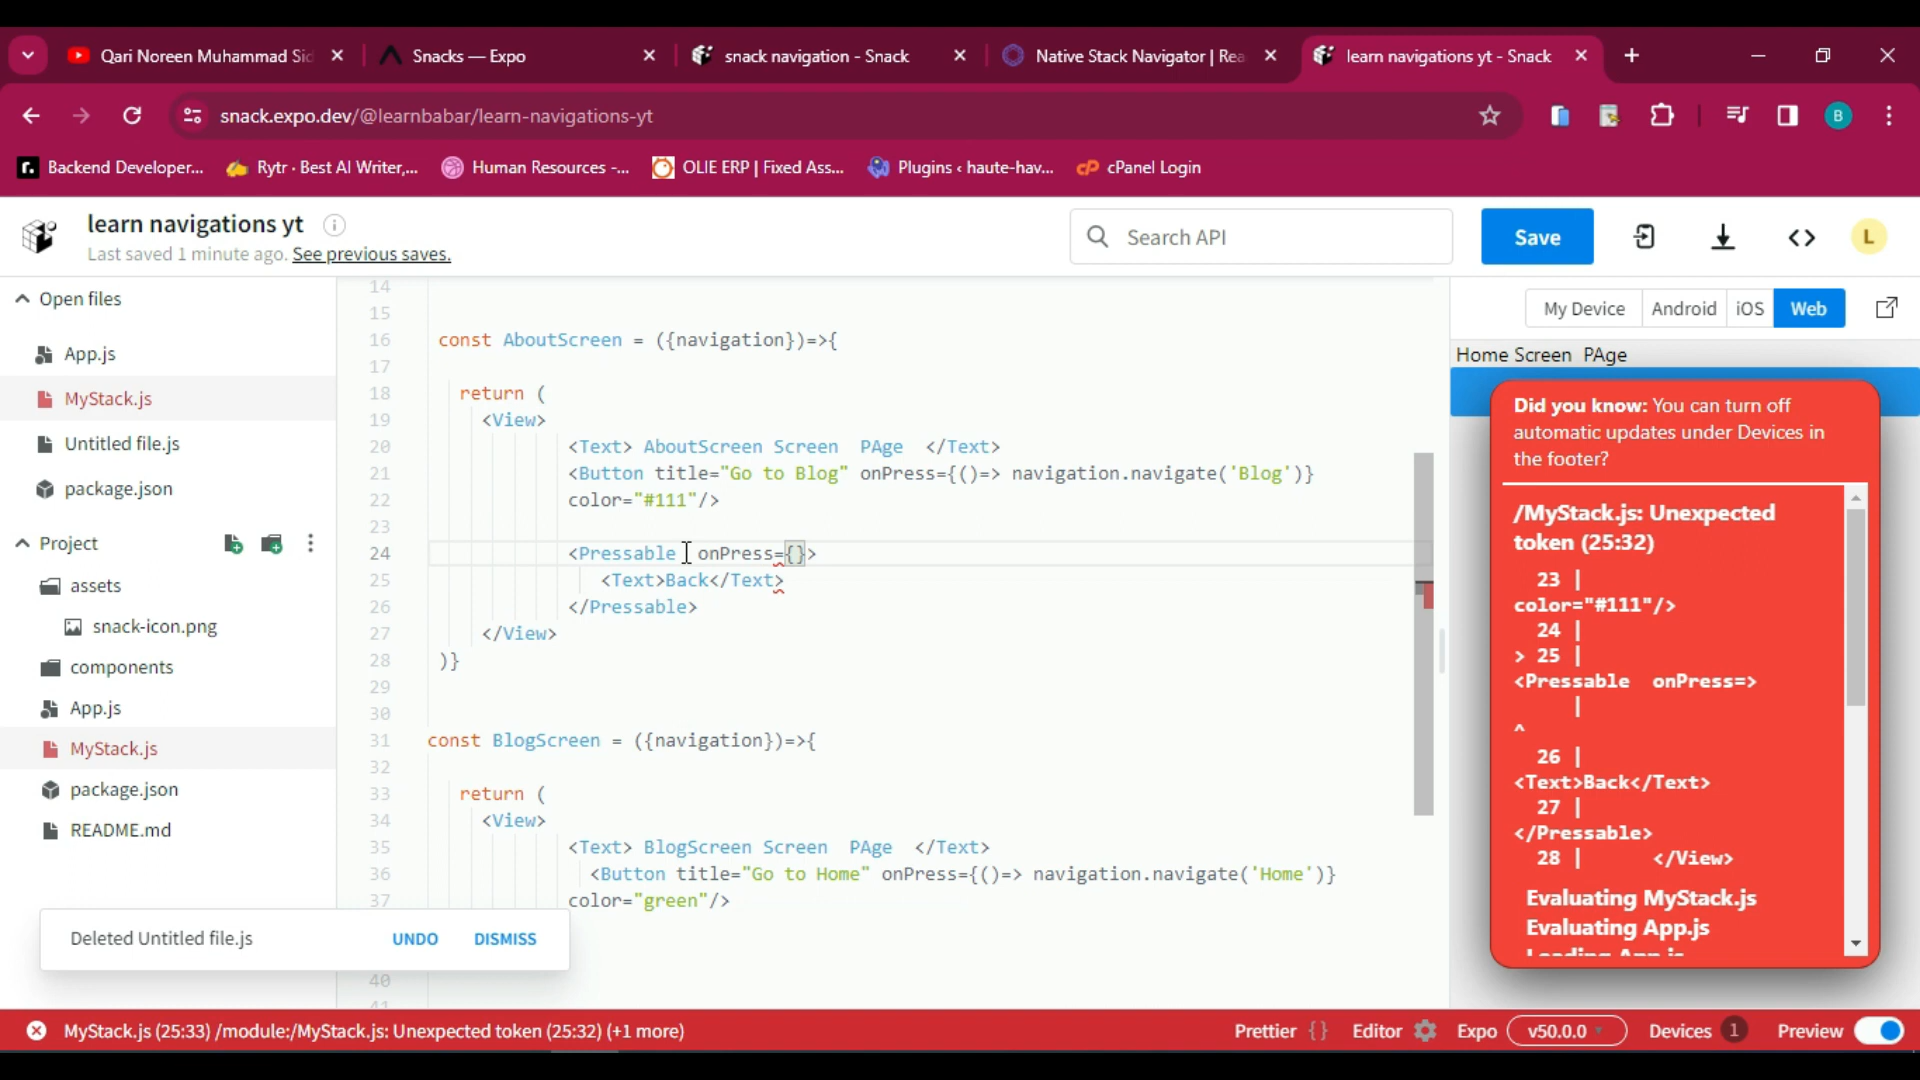 Qari Noreen Muhammad Sid
Snacks — Expo
snack navigation - Snack
Native Stack Navigator | Rea
learn navigations yt - Snack
snack.expo.dev/@learnbabar/learn-navigations-yt
B
Backend Developer...
Rytr · Best AI Writer,...
Human Resources -...
OLIE ERP | Fixed Ass...
Plugins ‹ haute-hav...
cPanel Login
learn navigations yt
Last saved 1 minute ago. See previous saves.
Search API
Save
L
Open files
App.js
MyStack.js
Untitled file.js
package.json
Project
assets
snack-icon.png
components
App.js
MyStack.js
package.json
README.md
14
15
16 const AboutScreen = ({navigation})=>{
17
18 return (
19 <View>
20 <Text> AboutScreen Screen  PAge  </Text>
21 <Button title="Go to Blog" onPress={()=> navigation.navigate('Blog')}
22 color="#111"/>
23
24 <Pressable  onPress={}>
25 <Text>Back</Text>
26 </Pressable>
27 </View>
28 )}
29
30
31 const BlogScreen = ({navigation})=>{
32
33 return (
34 <View>
35 <Text> BlogScreen Screen  PAge  </Text>
36 <Button title="Go to Home" onPress={()=> navigation.navigate('Home')}
37 color="green"/>
40
Deleted Untitled file.js
UNDO
DISMISS
My Device
Android
iOS
Web
Home Screen  PAge
Did you know: You can turn off
automatic updates under Devices in
the footer?
/MyStack.js: Unexpected
token (25:32)
23 |
color="#111"/>
24 |
> 25 |
<Pressable  onPress=>
|
^
26 |
<Text>Back</Text>
27 |
</Pressable>
28 |      </View>
Evaluating MyStack.js
Evaluating App.js
Loading App.js
MyStack.js (25:33) /module:/MyStack.js: Unexpected token (25:32) (+1 more)
Prettier { }
Editor
Expo
v50.0.0
Devices 1
Preview